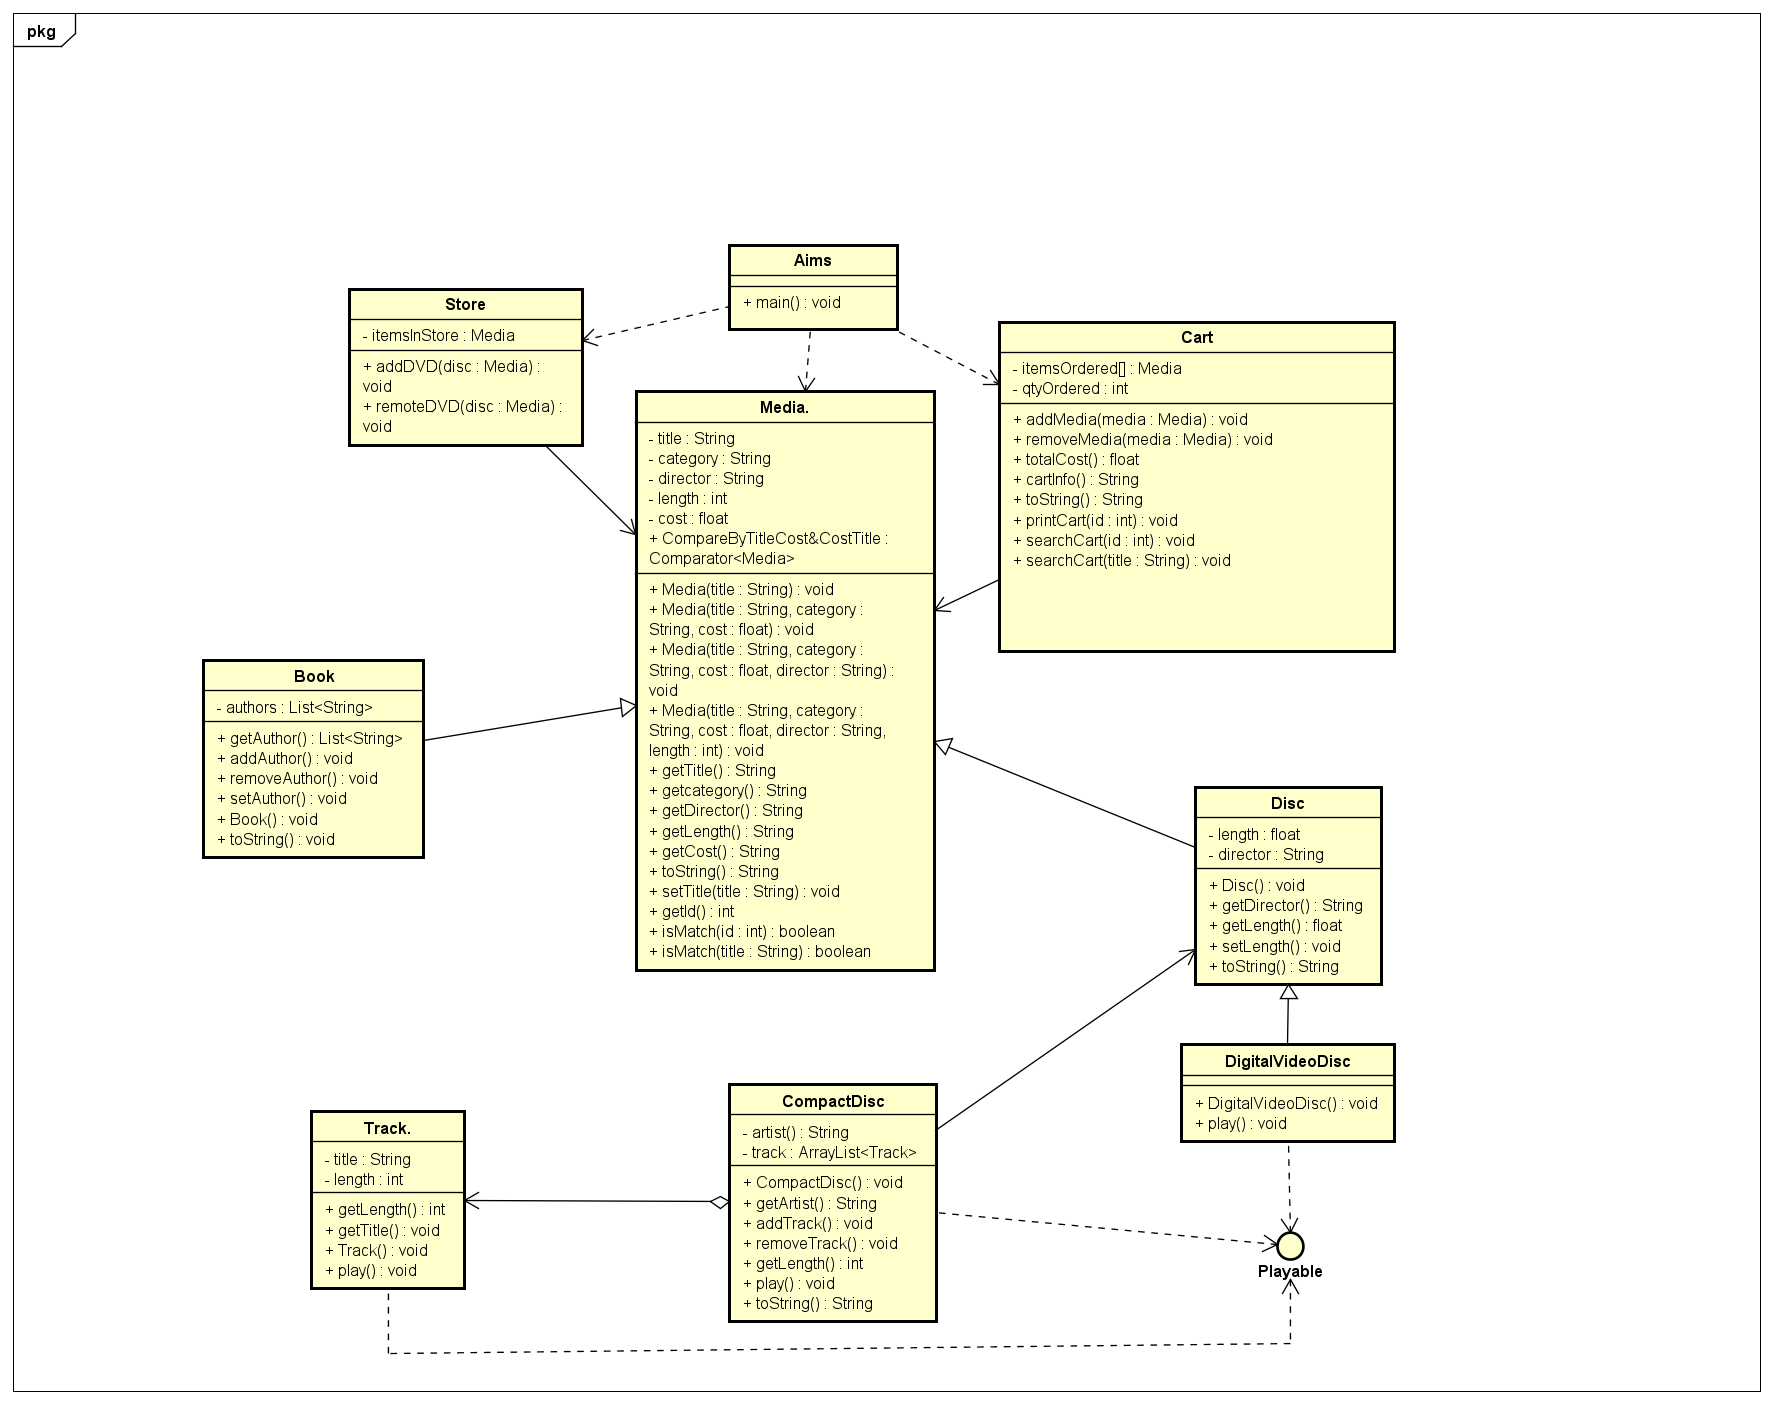 pkg
Aims
+ main() : void
Store
- itemsInStore : Media
+ addDVD(disc : Media) :
void
+ remoteDVD(disc : Media) :
void
Cart
- itemsOrdered[] : Media
- qtyOrdered : int
+ addMedia(media : Media) : void
+ removeMedia(media : Media) : void
+ totalCost() : float
+ cartInfo() : String
+ toString() : String
+ printCart(id : int) : void
+ searchCart(id : int) : void
+ searchCart(title : String) : void
Media.
- title : String
- category : String
- director : String
- length : int
- cost : float
+ CompareByTitleCost&CostTitle :
Comparator<Media>
+ Media(title : String) : void
+ Media(title : String, category :
String, cost : float) : void
+ Media(title : String, category :
String, cost : float, director : String) :
void
+ Media(title : String, category :
String, cost : float, director : String,
length : int) : void
+ getTitle() : String
+ getcategory() : String
+ getDirector() : String
+ getLength() : String
+ getCost() : String
+ toString() : String
+ setTitle(title : String) : void
+ getId() : int
+ isMatch(id : int) : boolean
+ isMatch(title : String) : boolean
Book
- authors : List<String>
+ getAuthor() : List<String>
+ addAuthor() : void
+ removeAuthor() : void
+ setAuthor() : void
+ Book() : void
+ toString() : void
Disc
- length : float
- director : String
+ Disc() : void
+ getDirector() : String
+ getLength() : float
+ setLength() : void
+ toString() : String
DigitalVideoDisc
+ DigitalVideoDisc() : void
+ play() : void
CompactDisc
- artist() : String
- track : ArrayList<Track>
+ CompactDisc() : void
+ getArtist() : String
+ addTrack() : void
+ removeTrack() : void
+ getLength() : int
+ play() : void
+ toString() : String
Track.
- title : String
- length : int
+ getLength() : int
+ getTitle() : void
+ Track() : void
+ play() : void
Playable